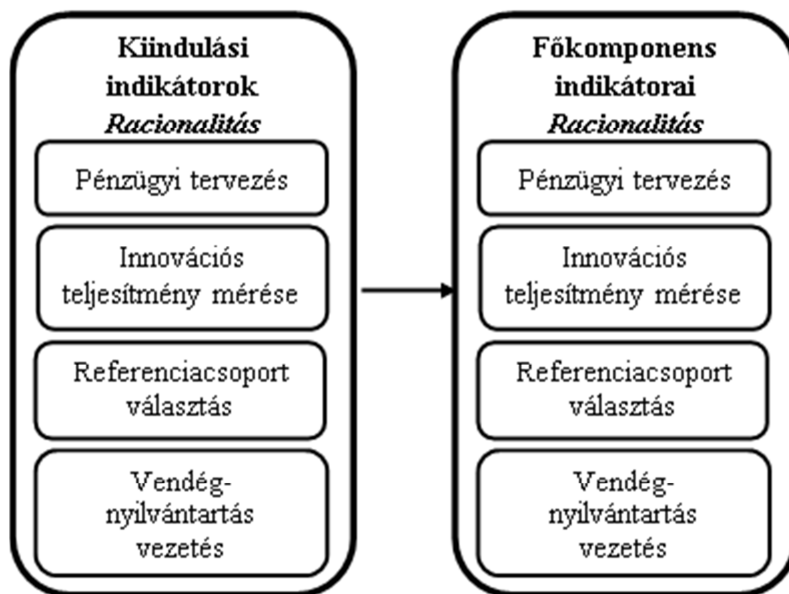 Kiindulási
indikátorok
Racionalitás
Pénzügyi tervezés
Innovációs
teljesítmény mérése
Referenciacsoport
választás
Vendég-
nyilvántartás
vezetés
Főkomponens
indikátorai
Racionalitás
Pénzügyi tervezés
Innovációs
teljesítmény mérése
Referenciacsoport
választás
Vendég-
nyilvántartás
vezetés